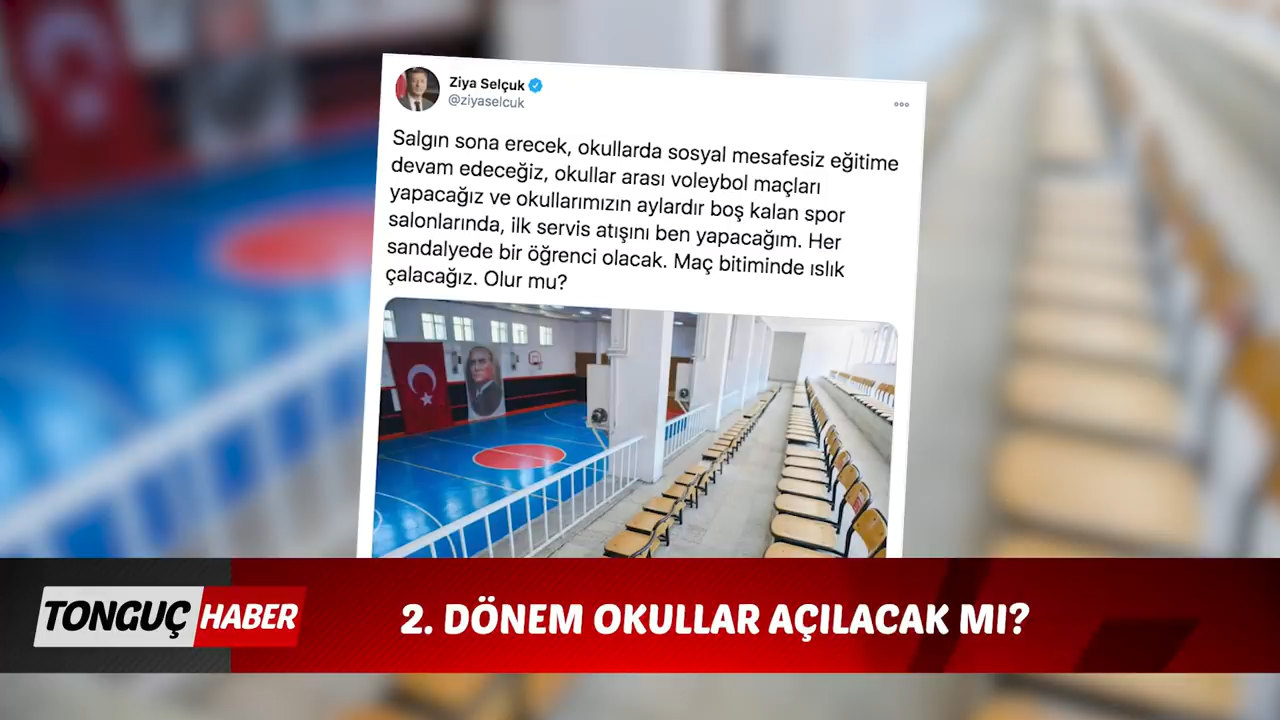 Ziya Selçuk
@ziyaselcuk
Salgın sona erecek, okullarda sosyal mesafesiz eğitime
devam edeceğiz, okullar arası voleybol maçları
yapacağız ve okullarımızın aylardır boş kalan spor
salonlarında, ilk servis atışını ben yapacağım. Her
sandalyede bir öğrenci olacak. Maç bitiminde ıslık
çalacağız. Olur mu?
TONGUÇ HABER
2. DÖNEM OKULLAR AÇILACAK MI?